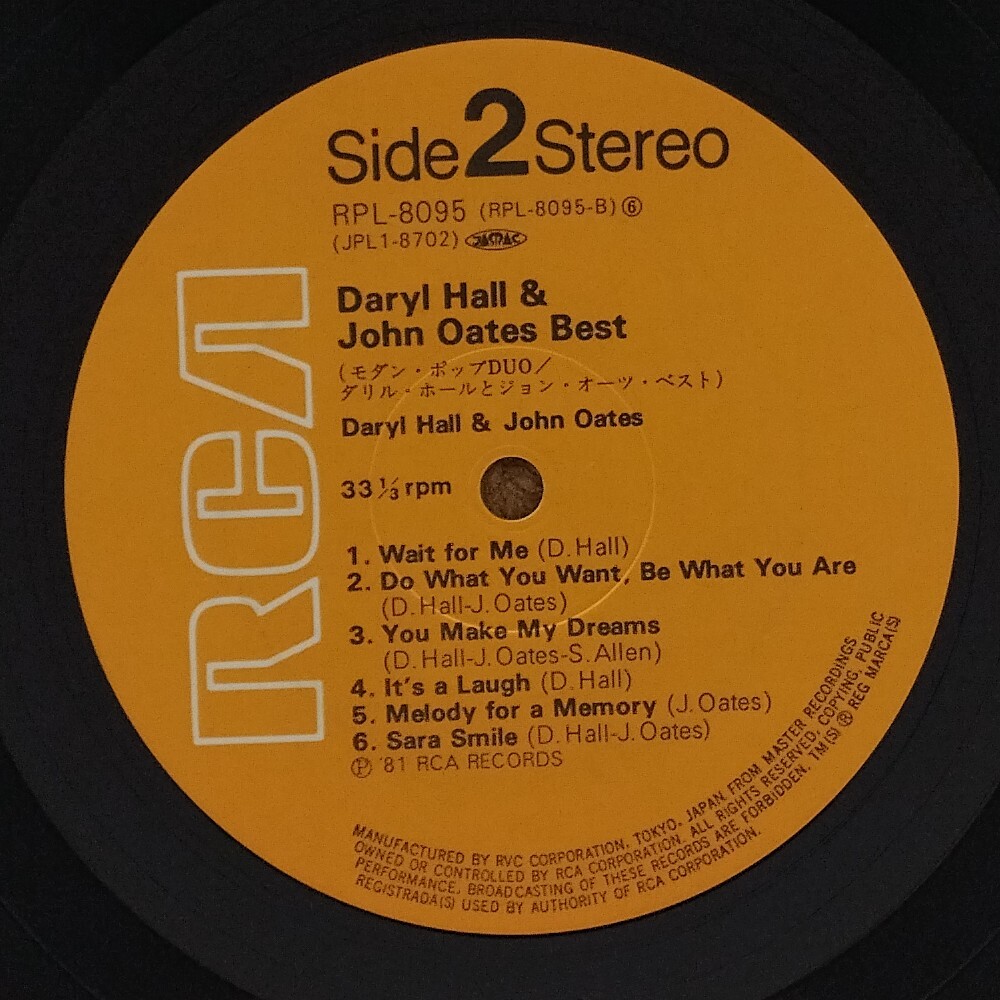 Side 2 Stereo
RPL-8095 (RPL-8095-B) ⑥
(JPL1-8702) JASRAC
RCA
Daryl Hall &
John Oates Best
(モダン・ポップDUO／
ダリル・ホールとジョン・オーツ・ベスト)
Daryl Hall & John Oates
33 1/3 rpm
1. Wait for Me (D. Hall)
2. Do What You Want, Be What You Are
(D. Hall-J. Oates)
3. You Make My Dreams
(D. Hall-J. Oates-S. Allen)
4. It's a Laugh (D. Hall)
5. Melody for a Memory (J. Oates)
6. Sara Smile (D. Hall-J. Oates)
Ⓟ '81 RCA RECORDS
MANUFACTURED BY RVC CORPORATION, TOKYO, JAPAN FROM MASTER RECORDINGS
OWNED OR CONTROLLED BY RCA CORPORATION. ALL RIGHTS RESERVED, COPYING, PUBLIC
PERFORMANCE, BROADCASTING OF THESE RECORDS ARE FORBIDDEN. TM(S) ® REG MARCA(S)
REGISTRADA(S) USED BY AUTHORITY OF RCA CORPORATION.